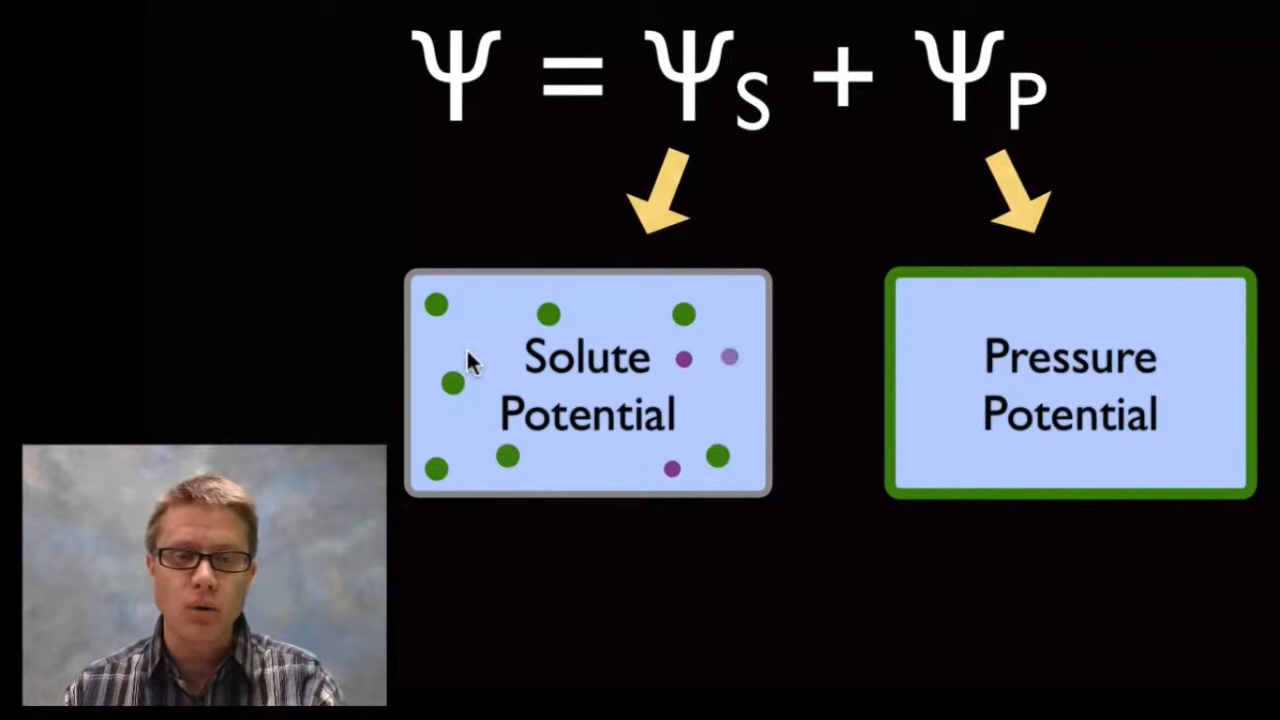 Ψ = ΨS + ΨP
Solute
Potential
Pressure
Potential